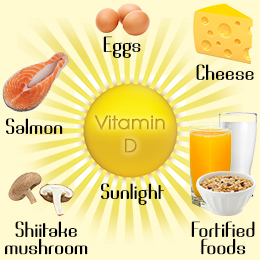 Eggs
Cheese
Salmon
Vitamin
D
Sunlight
Shiitake
mushroom
Fortified
foods